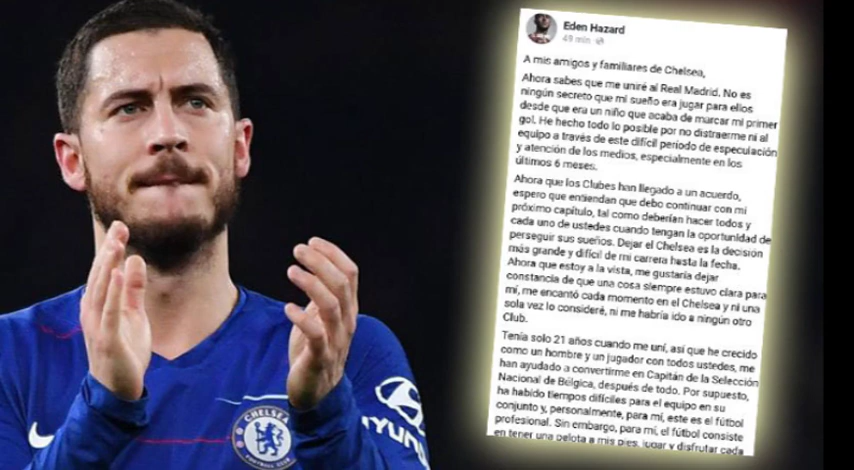 Eden Hazard
49 min.
A mis amigos y familiares de Chelsea,
Ahora sabes que me uniré al Real Madrid. No es
ningún secreto que mi sueño era jugar para ellos
desde que era un niño que acaba de marcar mi primer
gol. He hecho todo lo posible por no distraerme ni al
equipo a través de este difícil período de especulación
y atención de los medios, especialmente en los
últimos 6 meses.
Ahora que los Clubes han llegado a un acuerdo,
espero que entiendan que debo continuar con mi
próximo capítulo, tal como deberían hacer todos y
cada uno de ustedes cuando tengan la oportunidad de
perseguir sus sueños. Dejar el Chelsea es la decisión
más grande y difícil de mi carrera hasta la fecha.
Ahora que estoy a la vista, me gustaría dejar
constancia de que una cosa siempre estuvo clara para
mí, me encantó cada momento en el Chelsea y ni una
sola vez lo consideré, ni me habría ido a ningún otro
Club.
Tenía solo 21 años cuando me uní, así que he crecido
como un hombre y un jugador con todos ustedes, me
han ayudado a convertirme en Capitán de la Selección
Nacional de Bélgica, después de todo. Por supuesto,
ha habido tiempos difíciles para el equipo en su
conjunto y, personalmente, para mí, este es el fútbol
profesional. Sin embargo, para mí, el fútbol consiste
en tener una pelota a mis pies, jugar y disfrutar cada
HYUN
CHELSEA